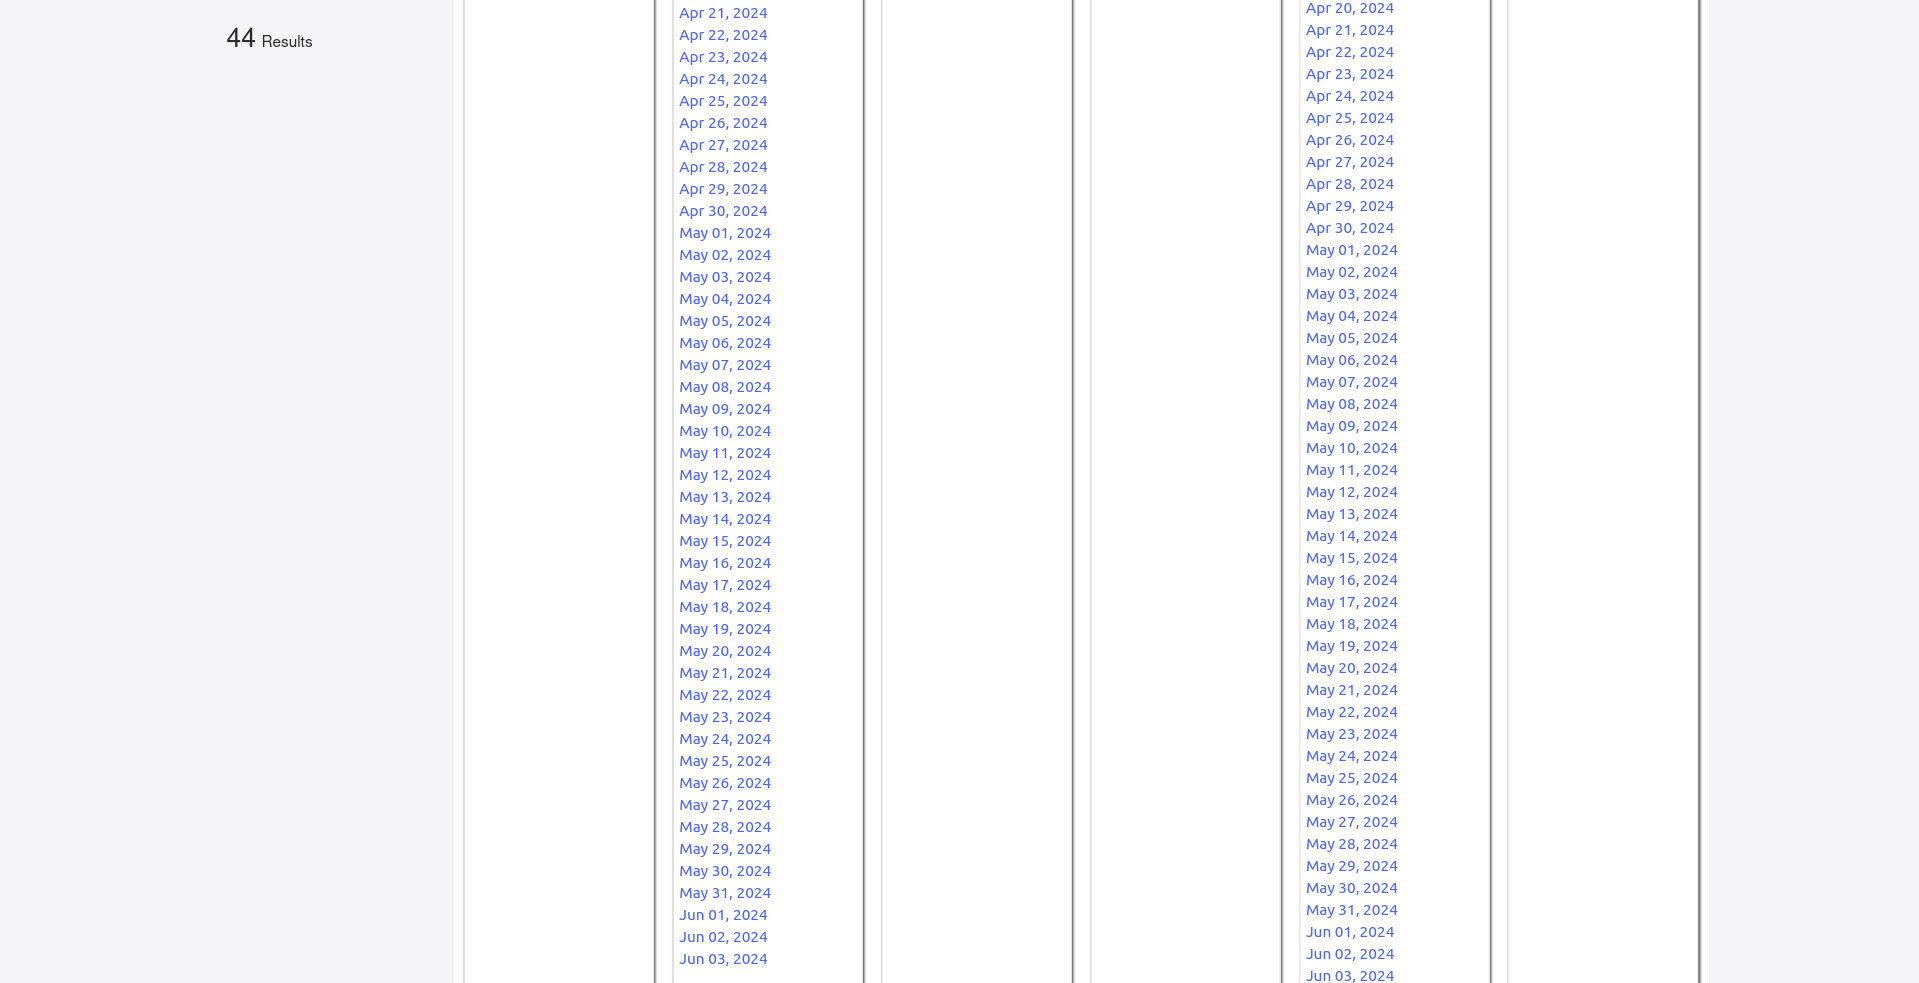 44 Results
Apr 21, 2024
Apr 22, 2024
Apr 23, 2024
Apr 24, 2024
Apr 25, 2024
Apr 26, 2024
Apr 27, 2024
Apr 28, 2024
Apr 29, 2024
Apr 30, 2024
May 01, 2024
May 02, 2024
May 03, 2024
May 04, 2024
May 05, 2024
May 06, 2024
May 07, 2024
May 08, 2024
May 09, 2024
May 10, 2024
May 11, 2024
May 12, 2024
May 13, 2024
May 14, 2024
May 15, 2024
May 16, 2024
May 17, 2024
May 18, 2024
May 19, 2024
May 20, 2024
May 21, 2024
May 22, 2024
May 23, 2024
May 24, 2024
May 25, 2024
May 26, 2024
May 27, 2024
May 28, 2024
May 29, 2024
May 30, 2024
May 31, 2024
Jun 01, 2024
Jun 02, 2024
Jun 03, 2024
Apr 20, 2024
Apr 21, 2024
Apr 22, 2024
Apr 23, 2024
Apr 24, 2024
Apr 25, 2024
Apr 26, 2024
Apr 27, 2024
Apr 28, 2024
Apr 29, 2024
Apr 30, 2024
May 01, 2024
May 02, 2024
May 03, 2024
May 04, 2024
May 05, 2024
May 06, 2024
May 07, 2024
May 08, 2024
May 09, 2024
May 10, 2024
May 11, 2024
May 12, 2024
May 13, 2024
May 14, 2024
May 15, 2024
May 16, 2024
May 17, 2024
May 18, 2024
May 19, 2024
May 20, 2024
May 21, 2024
May 22, 2024
May 23, 2024
May 24, 2024
May 25, 2024
May 26, 2024
May 27, 2024
May 28, 2024
May 29, 2024
May 30, 2024
May 31, 2024
Jun 01, 2024
Jun 02, 2024
Jun 03, 2024